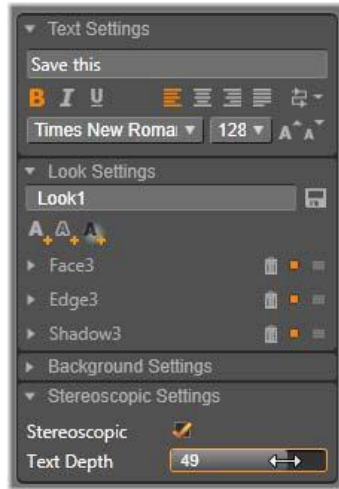 Text Settings
Save this
B I U
Times New Roma 128 A A
Look Settings
Look1
A A A
Face3
Edge3
Shadow3
Background Settings
Stereoscopic Settings
Stereoscopic
Text Depth 49